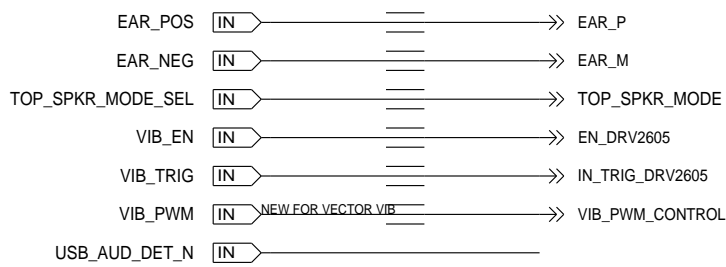 EAR_POS IN EAR_P
EAR_NEG IN EAR_M
TOP_SPKR_MODE_SEL IN TOP_SPKR_MODE
VIB_EN IN EN_DRV2605
VIB_TRIG IN IN_TRIG_DRV2605
VIB_PWM IN NEW FOR VECTOR VIB VIB_PWM_CONTROL
USB_AUD_DET_N IN